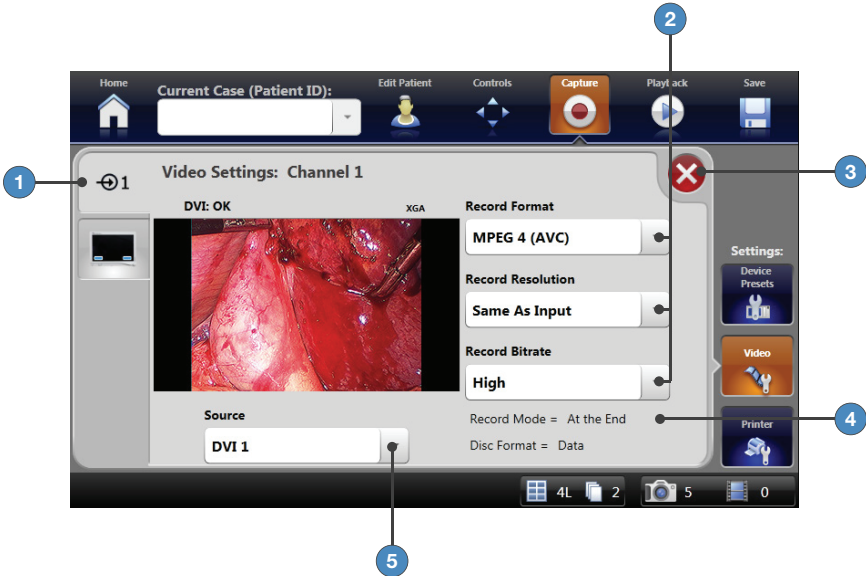 2
Home
Current Case (Patient ID):
Edit Patient
Controls
Capture
Playback
Save
1
1
Video Settings: Channel 1
3
DVI: OK
XGA
Record Format
MPEG 4 (AVC)
Settings:
Device
Presets
Record Resolution
Same As Input
Record Bitrate
Video
High
Source
Record Mode = At the End
4
Printer
DVI 1
Disc Format = Data
4L 2 5 0
5